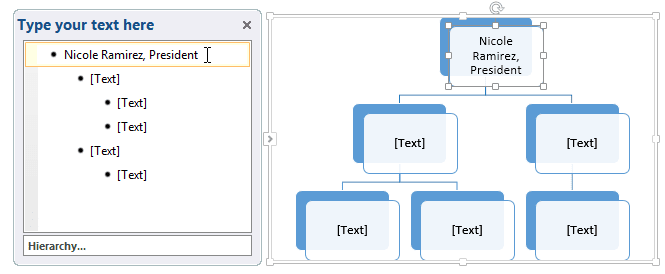 Type your text here
Nicole Ramirez, President
[Text]
[Text]
[Text]
[Text]
[Text]
Hierarchy...
Nicole
Ramirez,
President
[Text]
[Text]
[Text]
[Text]
[Text]